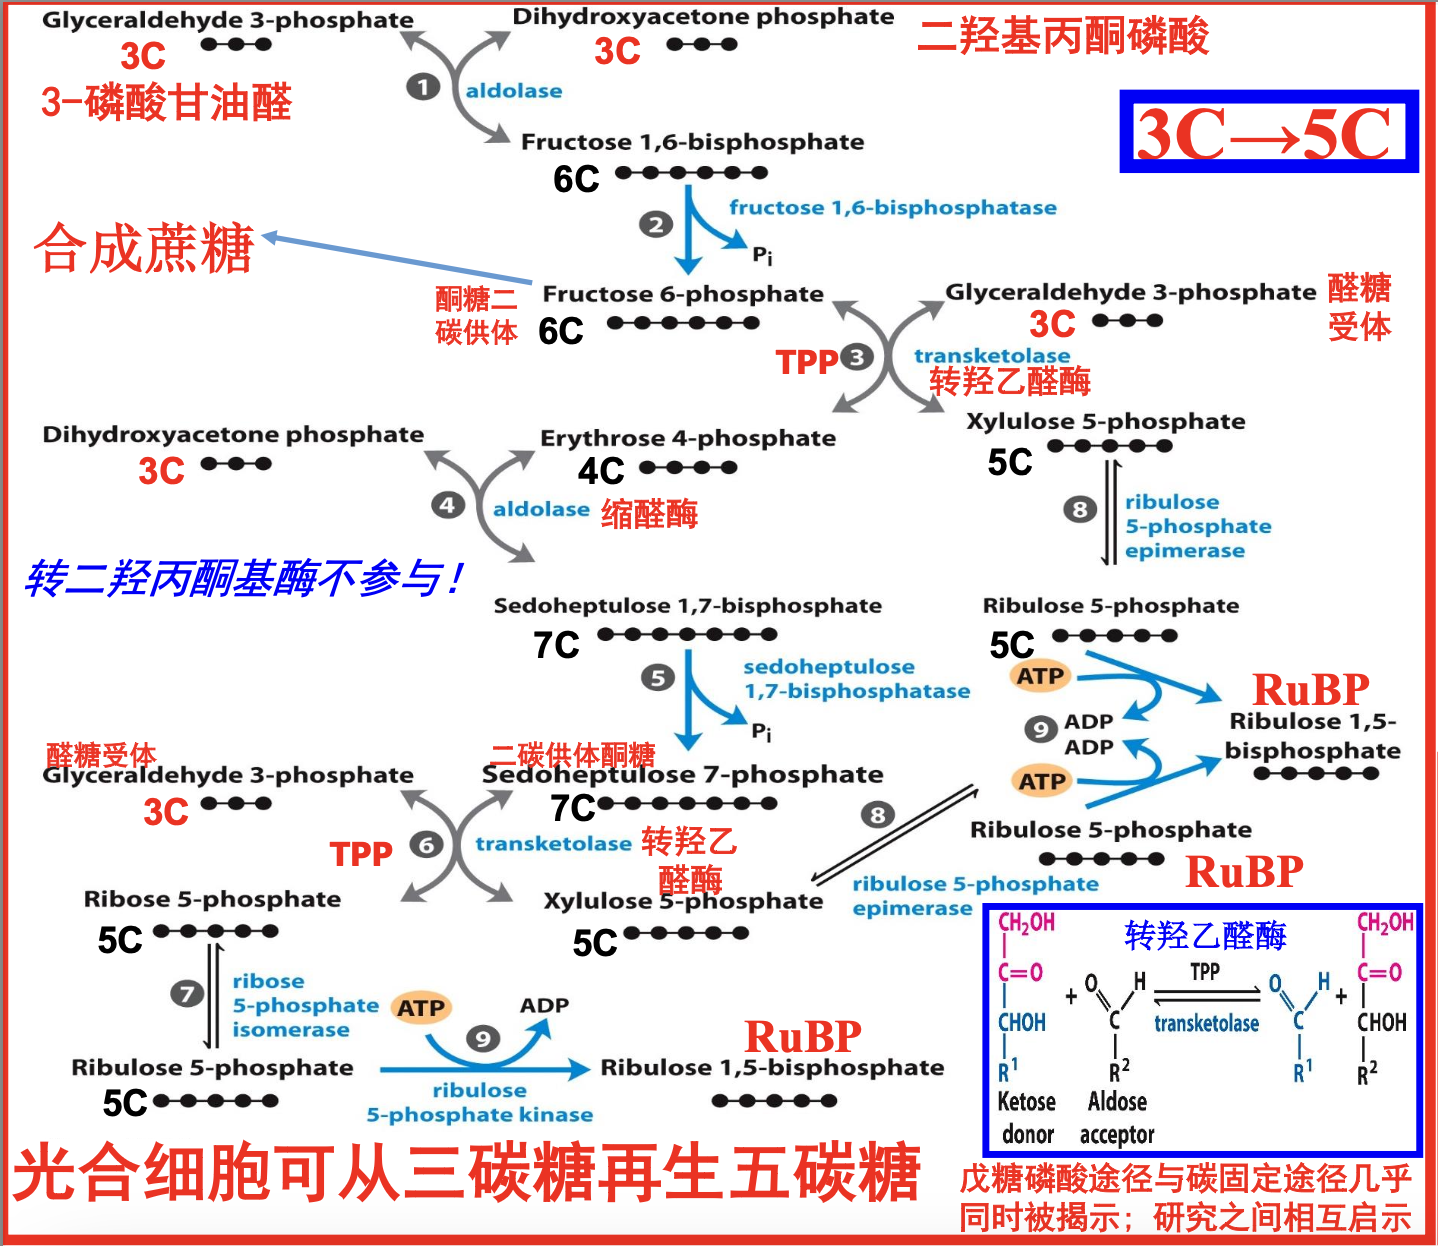 Glyceraldehyde 3-phosphate
3C
3-磷酸甘油醛
Dihydroxyacetone phosphate
3C
二羟基丙酮磷酸
1
aldolase
3C→5C
Fructose 1,6-bisphosphate
6C
2
fructose 1,6-bisphosphatase
Pi
合成蔗糖
酮糖二
碳供体
Fructose 6-phosphate
6C
Glyceraldehyde 3-phosphate
3C
醛糖
受体
TPP
3
transketolase
转羟乙醛酶
Dihydroxyacetone phosphate
3C
Erythrose 4-phosphate
4C
Xylulose 5-phosphate
5C
4
aldolase
缩醛酶
8
ribulose
5-phosphate
epimerase
转二羟丙酮基酶不参与！
Sedoheptulose 1,7-bisphosphate
7C
Ribulose 5-phosphate
5C
5
sedoheptulose
1,7-bisphosphatase
Pi
ATP
9
ADP
ADP
ATP
RuBP
Ribulose 1,5-
bisphosphate
醛糖受体
Glyceraldehyde 3-phosphate
3C
二碳供体酮糖
Sedoheptulose 7-phosphate
7C
TPP
6
transketolase
转羟乙
醛酶
8
ribulose 5-phosphate
epimerase
Ribulose 5-phosphate
RuBP
Ribose 5-phosphate
5C
Xylulose 5-phosphate
5C
7
ribose
5-phosphate
isomerase
ATP
ADP
9
Ribulose 5-phosphate
5C
ribulose
5-phosphate kinase
RuBP
Ribulose 1,5-bisphosphate
CH2OH
C=O
CHOH
R1
Ketose
donor
+
O
H
C
R2
Aldose
acceptor
转羟乙醛酶
TPP
transketolase
O
H
C
R1
+
CH2OH
C=O
CHOH
R2
光合细胞可从三碳糖再生五碳糖
戊糖磷酸途径与碳固定途径几乎
同时被揭示；研究之间相互启示